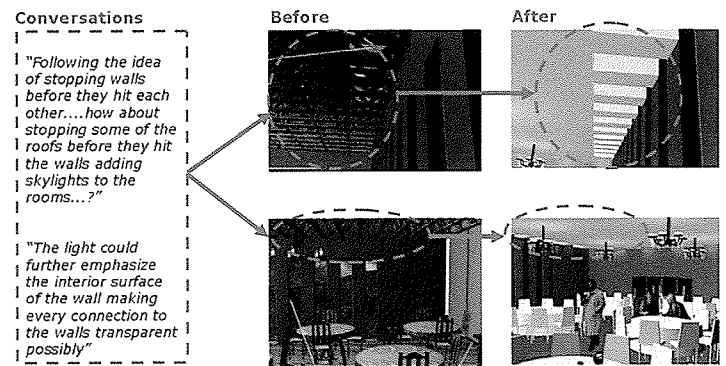 Conversations
Before
After
"Following the idea
of stopping walls
before they hit each
other....how about
stopping some of the
roofs before they hit
the walls adding
skylights to the
rooms...?"
"The light could
further emphasize
the interior surface
of the wall making
every connection to
the walls transparent
possibly"